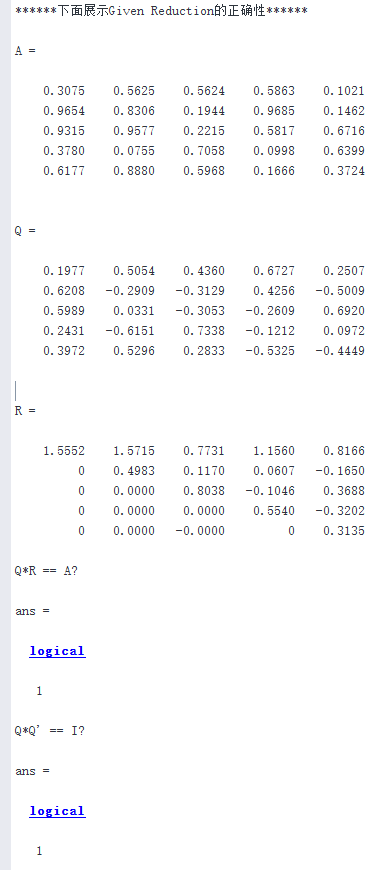 ******下面展示Given Reduction的正确性******
A =
0.3075 0.5625 0.5624 0.5863 0.1021
0.9654 0.8306 0.1944 0.9685 0.1462
0.9315 0.9577 0.2215 0.5817 0.6716
0.3780 0.0755 0.7058 0.0998 0.6399
0.6177 0.8880 0.5968 0.1666 0.3724
Q =
0.1977 0.5054 0.4360 0.6727 0.2507
0.6208 -0.2909 -0.3129 0.4256 -0.5009
0.5989 0.0331 -0.3053 -0.2609 0.6920
0.2431 -0.6151 0.7338 -0.1212 0.0972
0.3972 0.5296 0.2833 -0.5325 -0.4449
R =
1.5552 1.5715 0.7731 1.1560 0.8166
0 0.4983 0.1170 0.0607 -0.1650
0 0.0000 0.8038 -0.1046 0.3688
0 0.0000 0.0000 0.5540 -0.3202
0 0.0000 -0.0000 0 0.3135
Q*R == A?
ans =
logical
1
Q*Q' == I?
ans =
logical
1